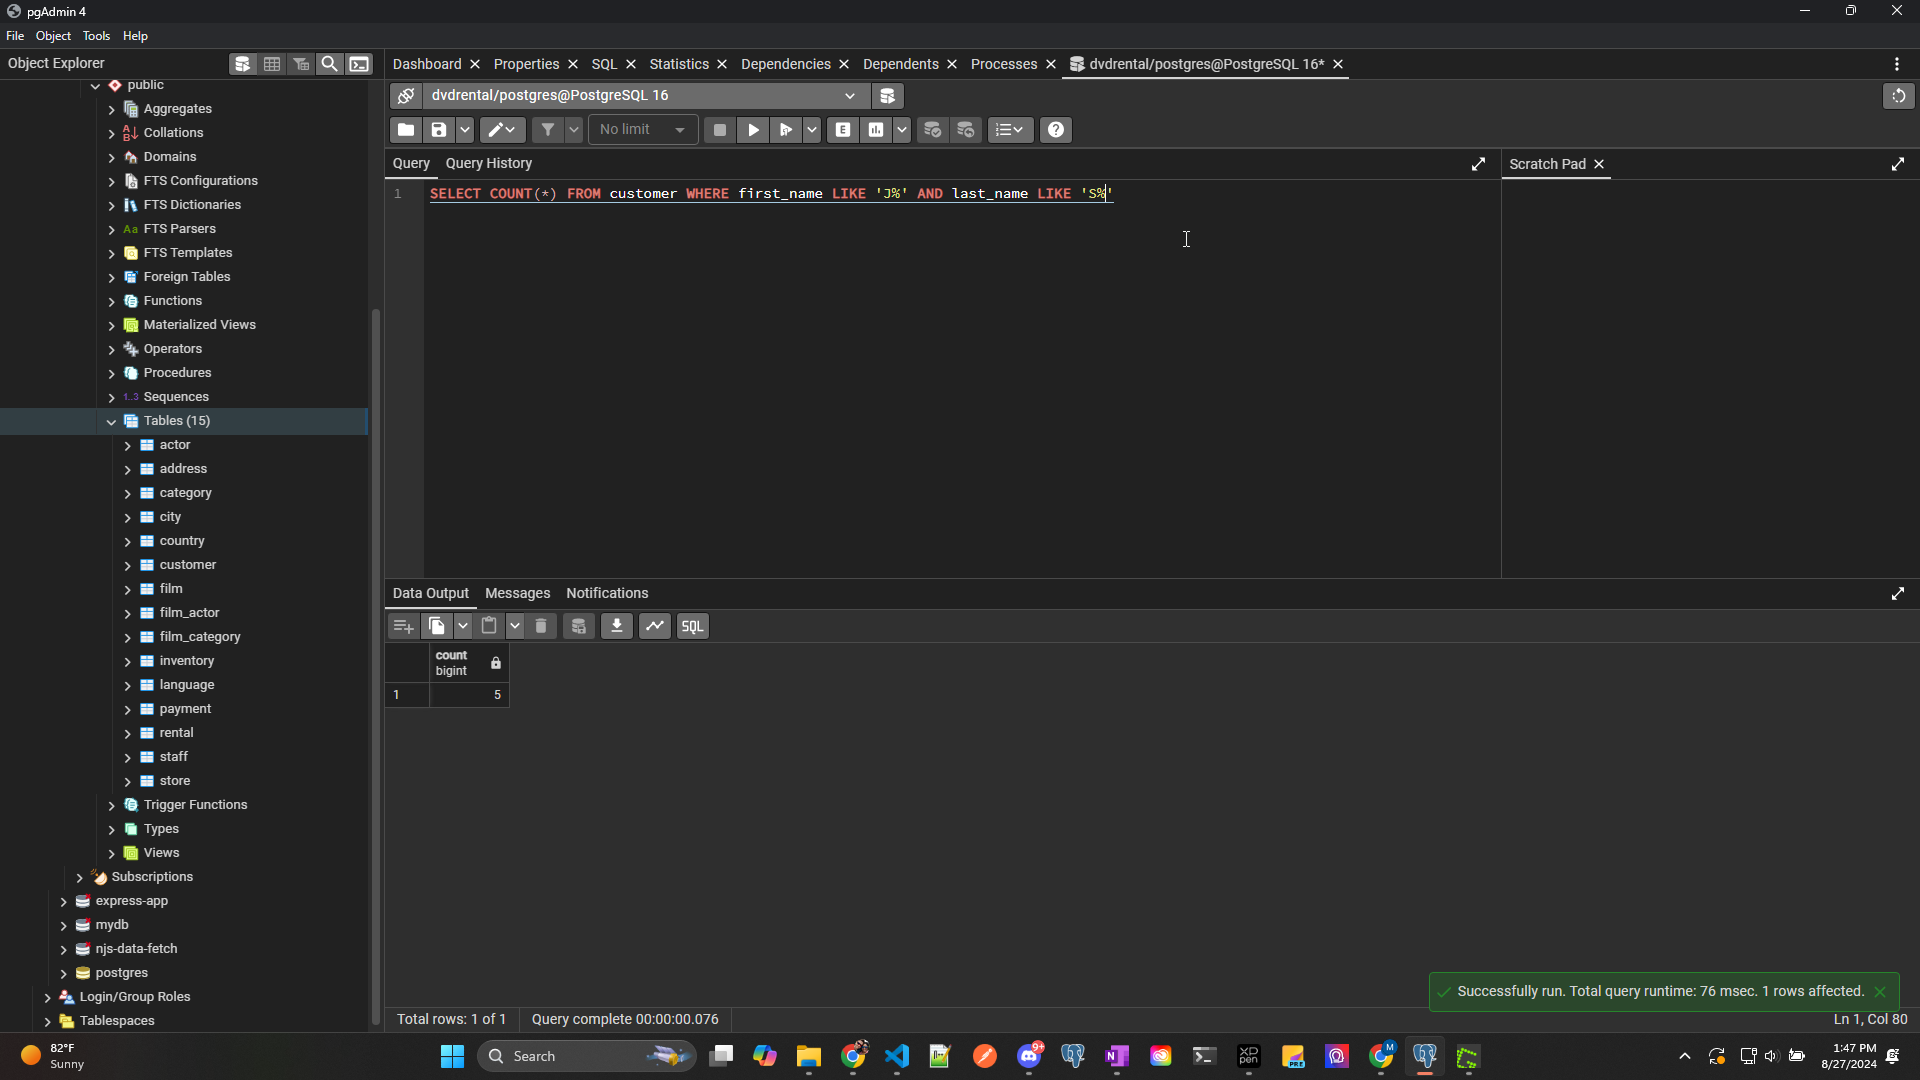 pgAdmin 4
File Object Tools Help
Object Explorer
Dashboard Properties SQL Statistics Dependencies Dependents Processes dvdrental/postgres@PostgreSQL 16*
public
Aggregates
Collations
Domains
FTS Configurations
FTS Dictionaries
Aa FTS Parsers
FTS Templates
Foreign Tables
Functions
Materialized Views
Operators
Procedures
1..3 Sequences
Tables (15)
actor
address
category
city
country
customer
film
film_actor
film_category
inventory
language
payment
rental
staff
store
Trigger Functions
Types
Views
Subscriptions
express-app
mydb
njs-data-fetch
postgres
Login/Group Roles
Tablespaces
dvdrental/postgres@PostgreSQL 16
No limit
E
Query Query History
Scratch Pad
1 SELECT COUNT(*) FROM customer WHERE first_name LIKE 'J%' AND last_name LIKE 'S%'
Data Output Messages Notifications
SQL
count
bigint
1 5
Successfully run. Total query runtime: 76 msec. 1 rows affected.
Total rows: 1 of 1 Query complete 00:00:00.076
Ln 1, Col 80
82°F
Sunny
Search
9+
M
1:47 PM
8/27/2024